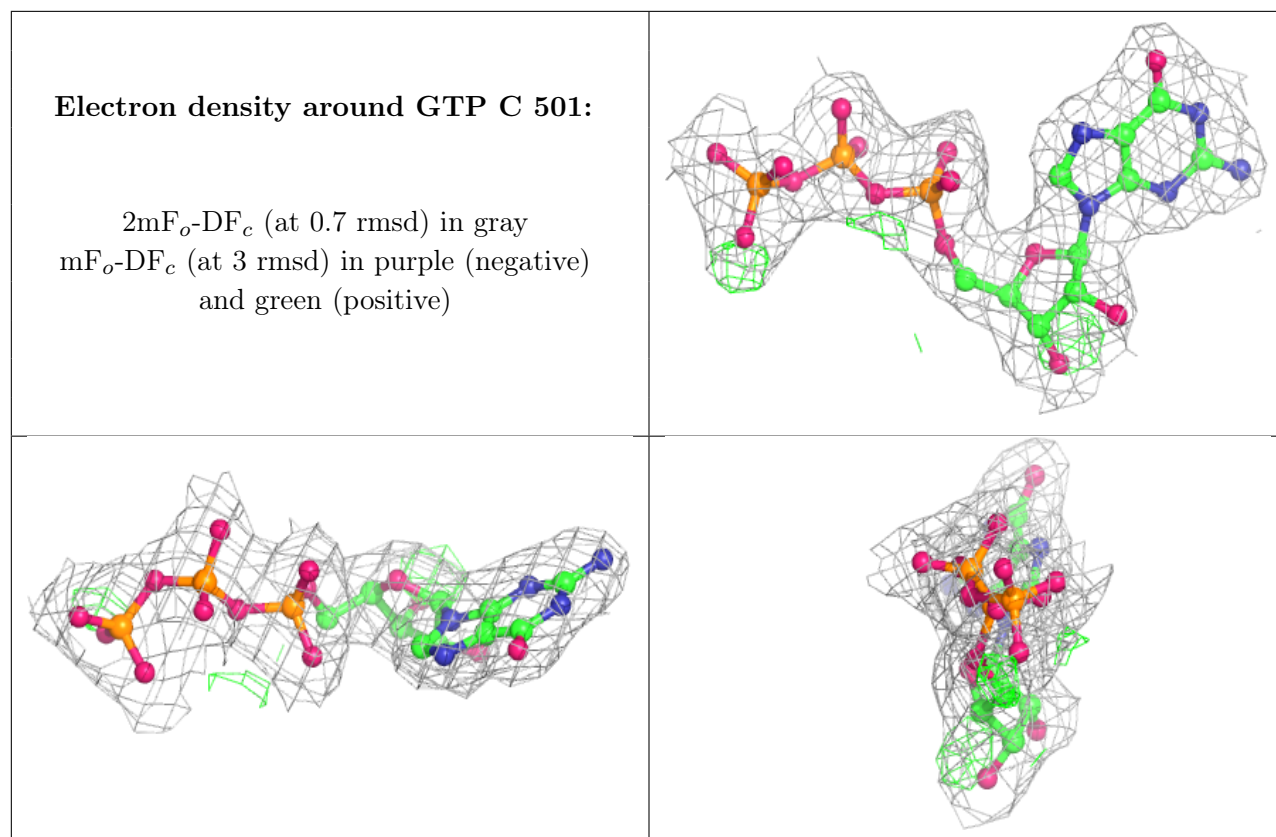 Electron density around GTP C 501:
2mFₒ-DF𝒸 (at 0.7 rmsd) in gray
mFₒ-DF𝒸 (at 3 rmsd) in purple (negative)
and green (positive)